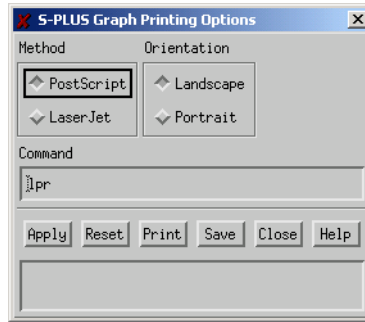 S-PLUS Graph Printing Options
Method Orientation
PostScript Landscape
LaserJet Portrait
Command
lpr
Apply Reset Print Save Close Help